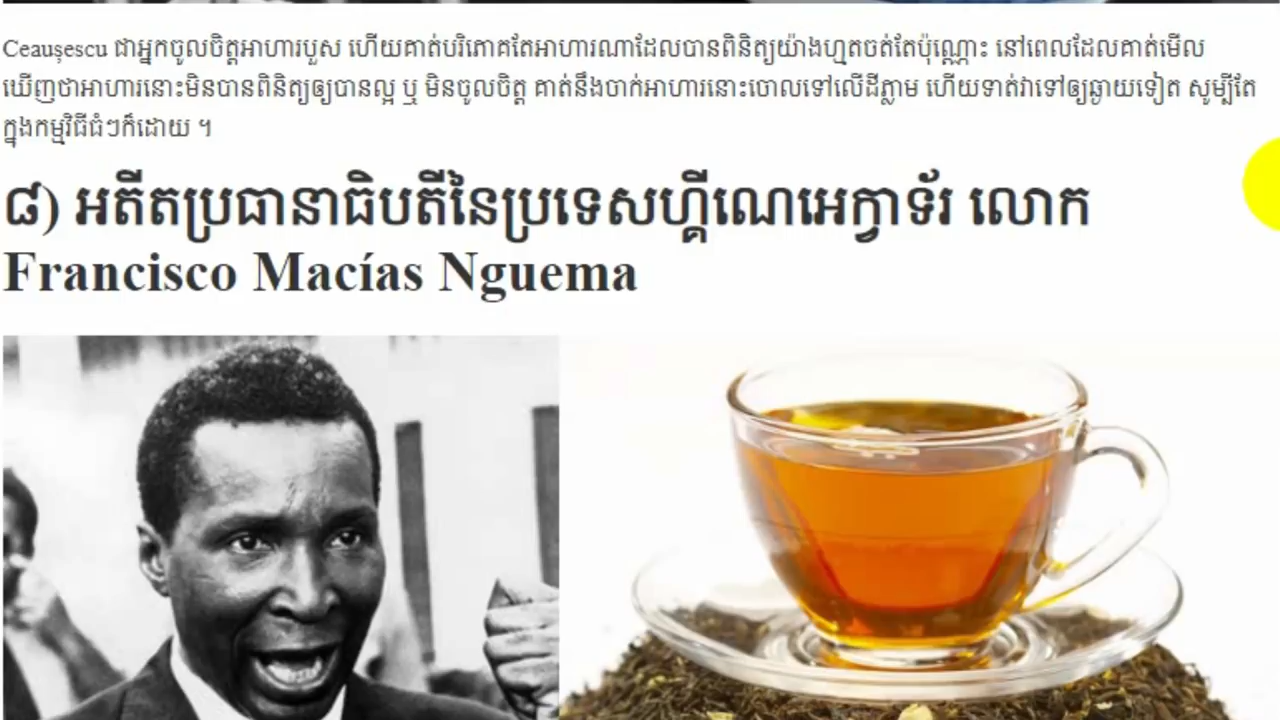 Ceaușescu ជាអ្នកចូលចិត្តអាហារបួស ហើយគាត់បរិភោគតែអាហារណាដែលបានពិនិត្យយ៉ាងហ្មតចត់តែប៉ុណ្ណោះ នៅពេលដែលគាត់មើល
ឃើញថាអាហារនោះមិនបានពិនិត្យឲ្យបានល្អ ឬ មិនចូលចិត្ត គាត់នឹងចាក់អាហារនោះចោលទៅលើដីភ្លាម ហើយទាត់វាទៅឲ្យឆ្ងាយទៀត សូម្បីតែ
ក្នុងកម្មវិធីធំៗក៏ដោយ ។
៨) អតីតប្រធានាធិបតីនៃប្រទេសហ្គីណេអេក្វាទ័រ លោក
Francisco Macías Nguema